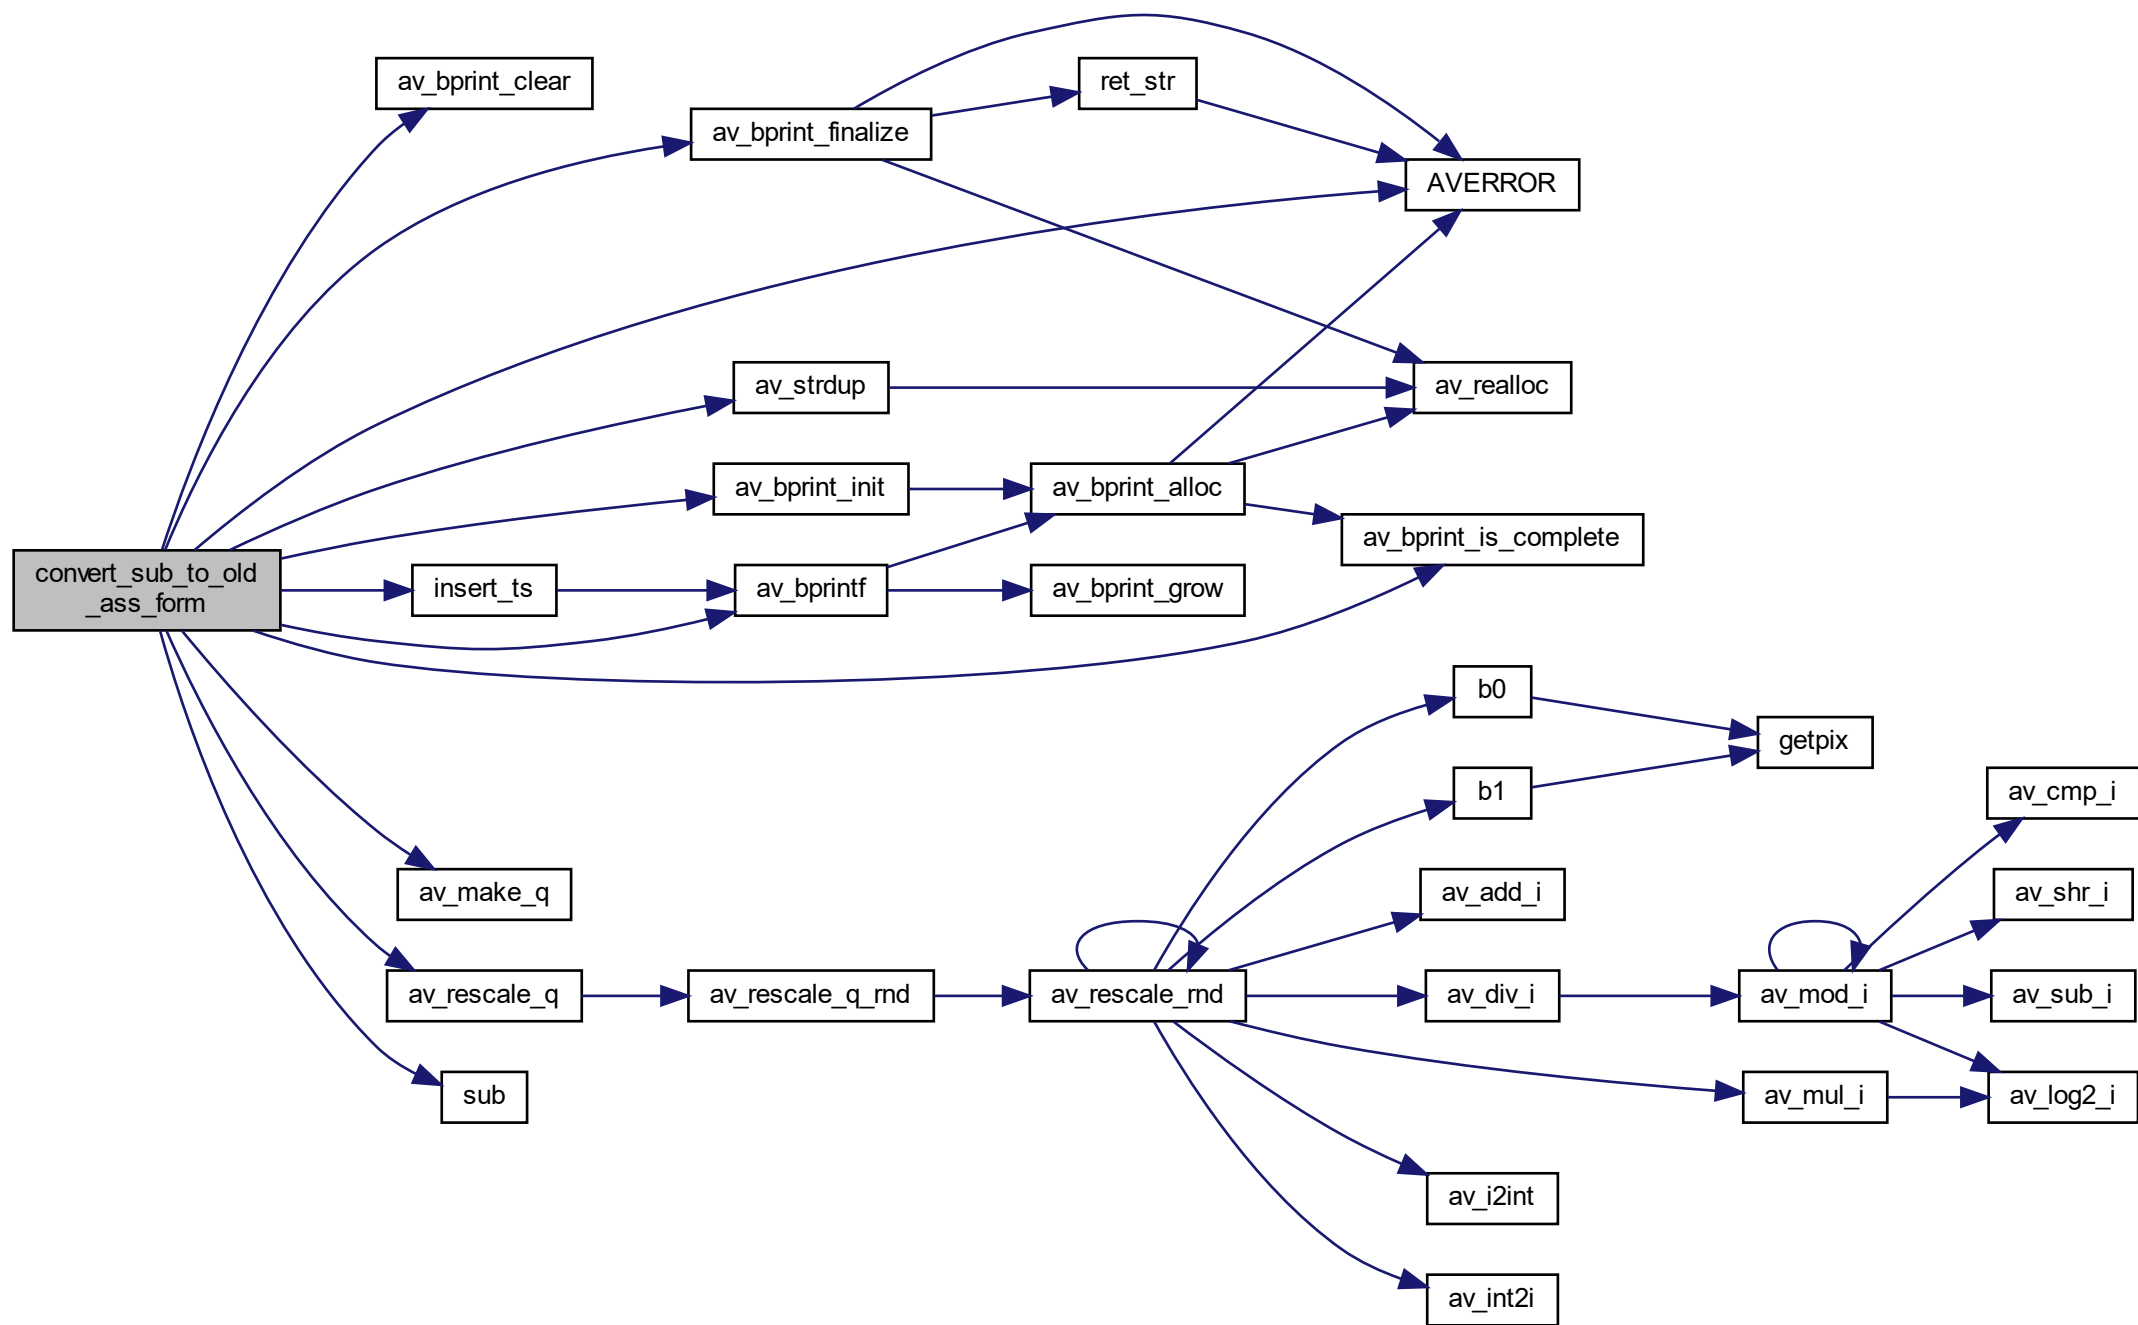 av_bprint_clear
ret_str
av_bprint_finalize
AVERROR
av_strdup
av_realloc
av_bprint_init
av_bprint_alloc
av_bprint_is_complete
convert_sub_to_old
_ass_form
insert_ts
av_bprintf
av_bprint_grow
b0
getpix
b1
av_cmp_i
av_make_q
av_add_i
av_shr_i
av_rescale_q
av_rescale_q_rnd
av_rescale_rnd
av_div_i
av_mod_i
av_sub_i
sub
av_mul_i
av_log2_i
av_i2int
av_int2i